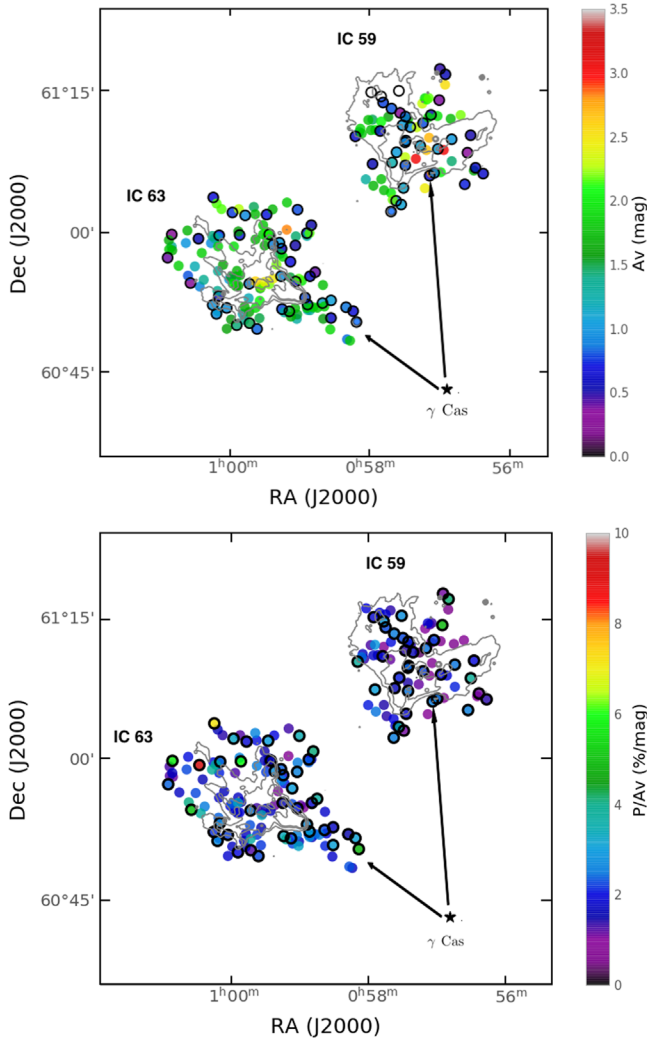 IC 59
IC 63
61°15'
00'
60°45'
Dec (J2000)
γ Cas
1ʰ00ᵐ
0ʰ58ᵐ
56ᵐ
RA (J2000)
3.5
3.0
2.5
2.0
1.5
1.0
0.5
0.0
Av (mag)
IC 59
IC 63
61°15'
00'
60°45'
Dec (J2000)
γ Cas
1ʰ00ᵐ
0ʰ58ᵐ
56ᵐ
RA (J2000)
10
8
6
4
2
0
P/Av (%/mag)